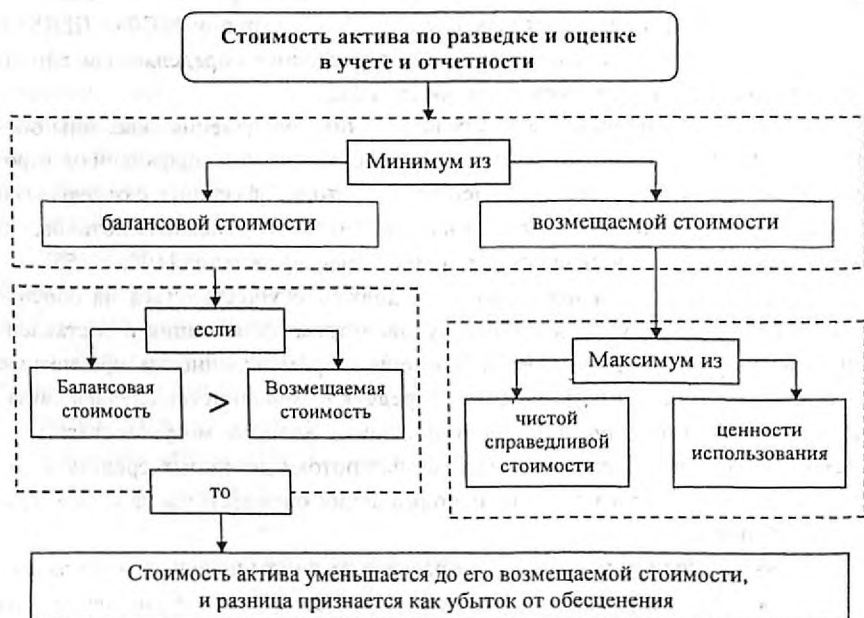 Стоимость актива по разведке и оценке
в учете и отчетности
Минимум из
балансовой стоимости
возмещаемой стоимости
если
Балансовая
стоимость
>
Возмещаемая
стоимость
Максимум из
чистой
справедливой
стоимости
ценности
использования
то
Стоимость актива уменьшается до его возмещаемой стоимости,
и разница признается как убыток от обесценения